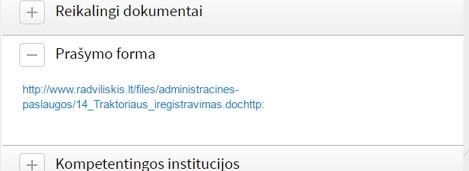 Reikalingi dokumentai
Prašymo forma
http://www.radviliskis.lt/files/administracines-
paslaugos/14_Traktoriaus_iregistravimas.dochttp:
Kompetentingos institucijos